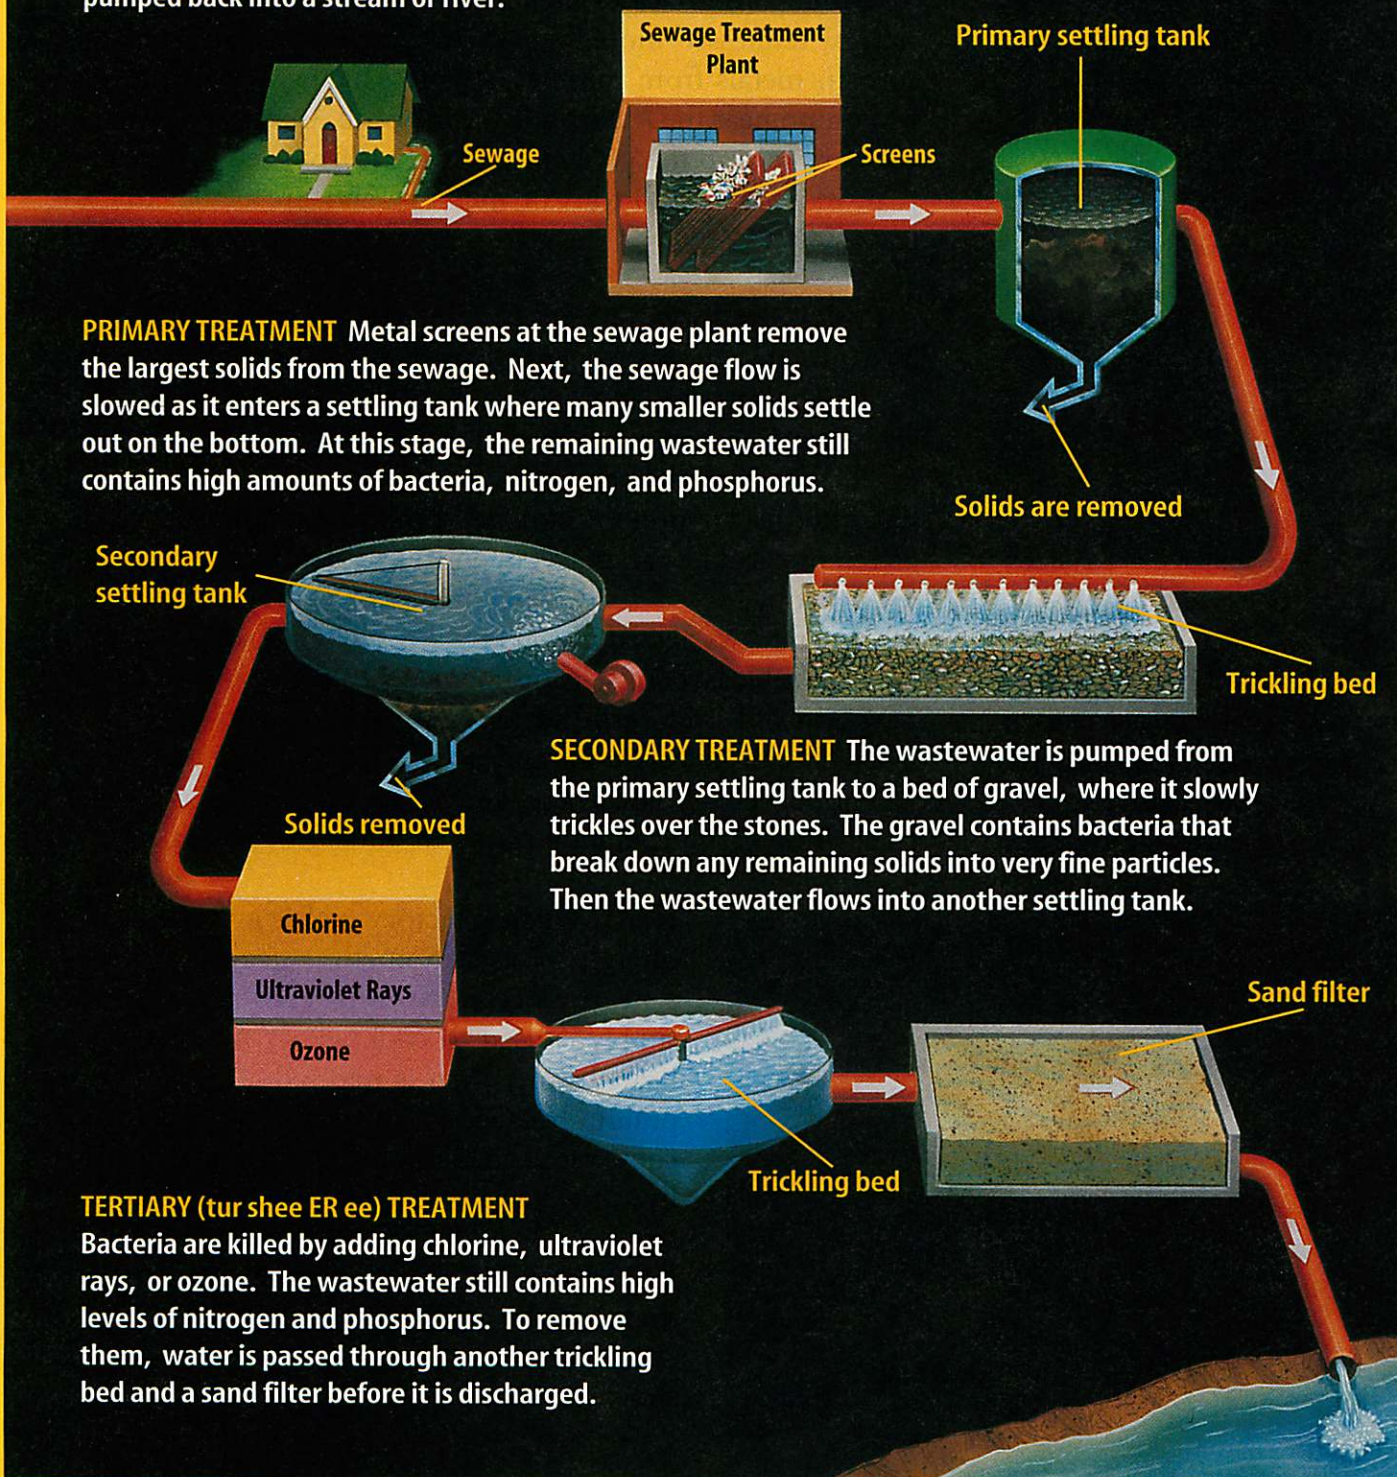 pumped back into a stream or river.
Sewage Treatment
Plant
Primary settling tank
Sewage
Screens
PRIMARY TREATMENT Metal screens at the sewage plant remove
the largest solids from the sewage. Next, the sewage flow is
slowed as it enters a settling tank where many smaller solids settle
out on the bottom. At this stage, the remaining wastewater still
contains high amounts of bacteria, nitrogen, and phosphorus.
Solids are removed
Secondary
settling tank
Trickling bed
SECONDARY TREATMENT The wastewater is pumped from
the primary settling tank to a bed of gravel, where it slowly
trickles over the stones. The gravel contains bacteria that
break down any remaining solids into very fine particles.
Then the wastewater flows into another settling tank.
Solids removed
Chlorine
Ultraviolet Rays
Ozone
Sand filter
Trickling bed
TERTIARY (tur shee ER ee) TREATMENT
Bacteria are killed by adding chlorine, ultraviolet
rays, or ozone. The wastewater still contains high
levels of nitrogen and phosphorus. To remove
them, water is passed through another trickling
bed and a sand filter before it is discharged.